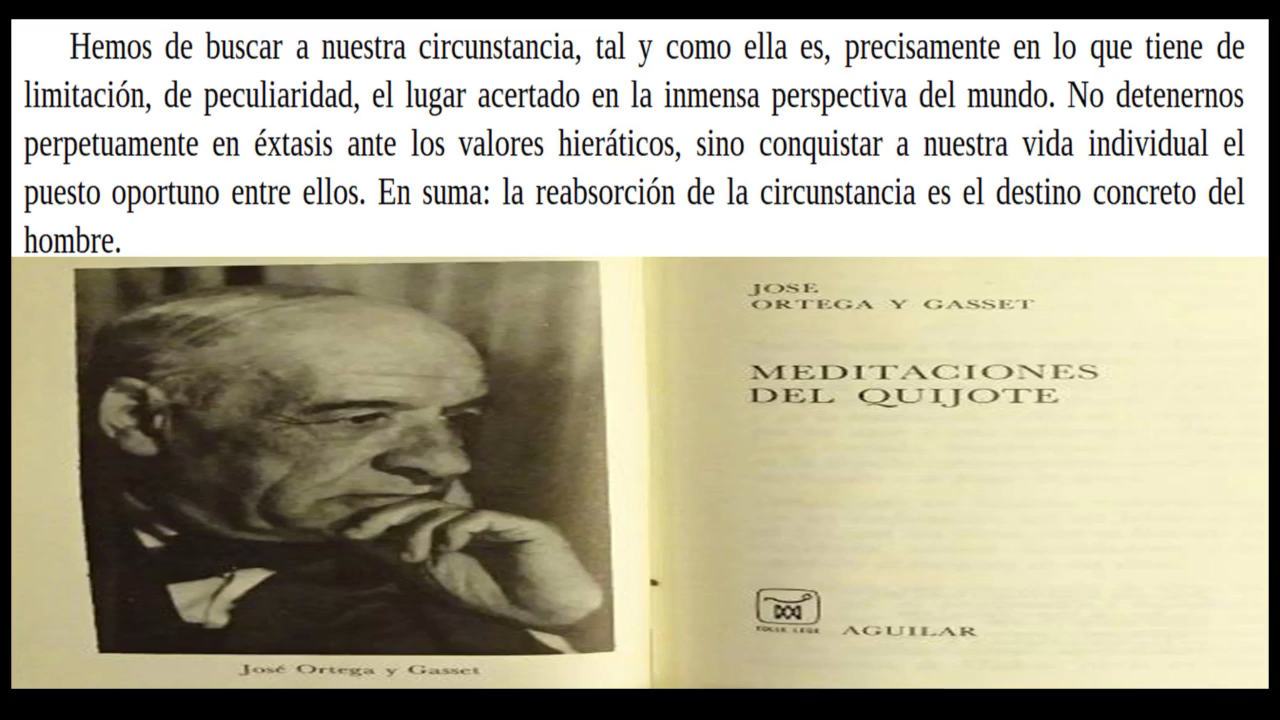 Hemos de buscar a nuestra circunstancia, tal y como ella es, precisamente en lo que tiene de
limitación, de peculiaridad, el lugar acertado en la inmensa perspectiva del mundo. No detenernos
perpetuamente en éxtasis ante los valores hieráticos, sino conquistar a nuestra vida individual el
puesto oportuno entre ellos. En suma: la reabsorción de la circunstancia es el destino concreto del
hombre.
José Ortega y Gasset
JOSE
ORTEGA Y GASSET
MEDITACIONES
DEL QUIJOTE
AGUILAR